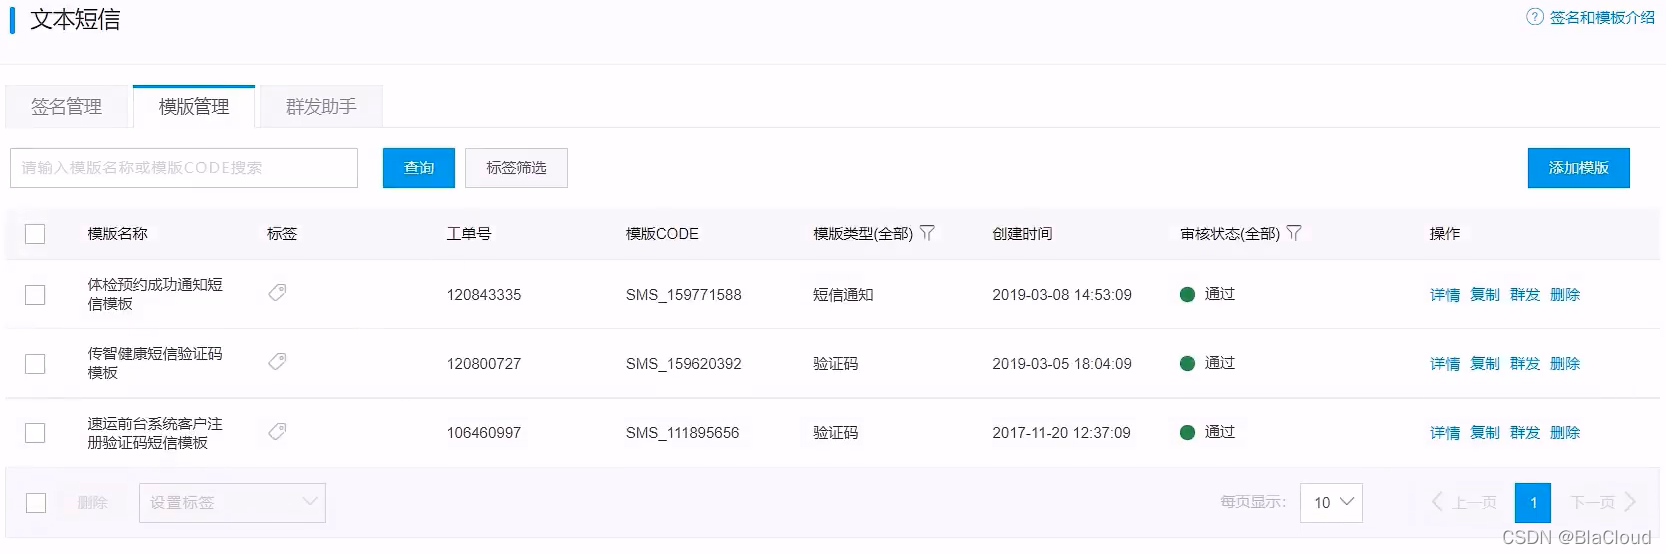 文本短信
签名和模板介绍
签名管理 模版管理 群发助手
请输入模版名称或模版CODE搜索 查询 标签筛选 添加模版
模版名称 标签 工单号 模版CODE 模版类型(全部) 创建时间 审核状态(全部) 操作
体检预约成功通知短
信模板
120843335 SMS_159771588 短信通知 2019-03-08 14:53:09 通过 详情 复制 群发 删除
传智健康短信验证码
模板
120800727 SMS_159620392 验证码 2019-03-05 18:04:09 通过 详情 复制 群发 删除
速运前台系统客户注
册验证码短信模板
106460997 SMS_111895656 验证码 2017-11-20 12:37:09 通过 详情 复制 群发 删除
删除 设置标签 每页显示: 10 上一页 1 下一页
CSDN @BlaCloud